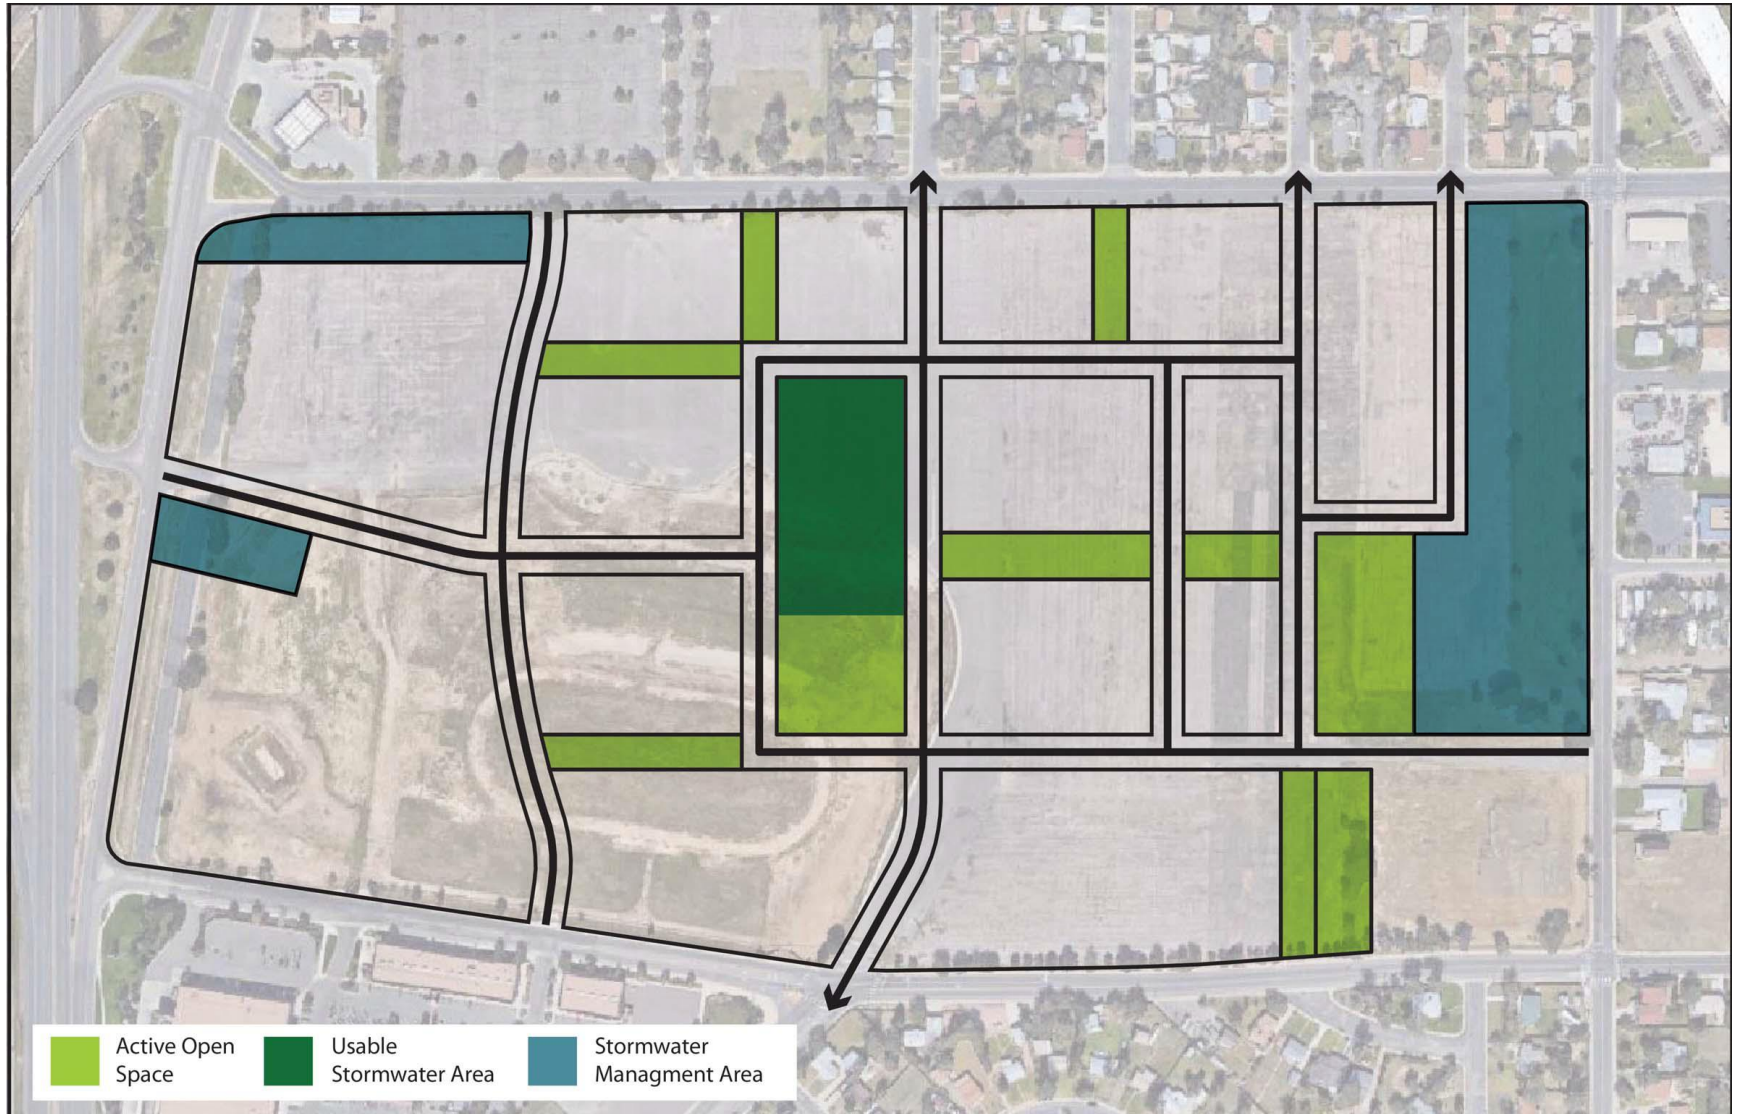 Active Open
Space
Usable
Stormwater Area
Stormwater
Managment Area